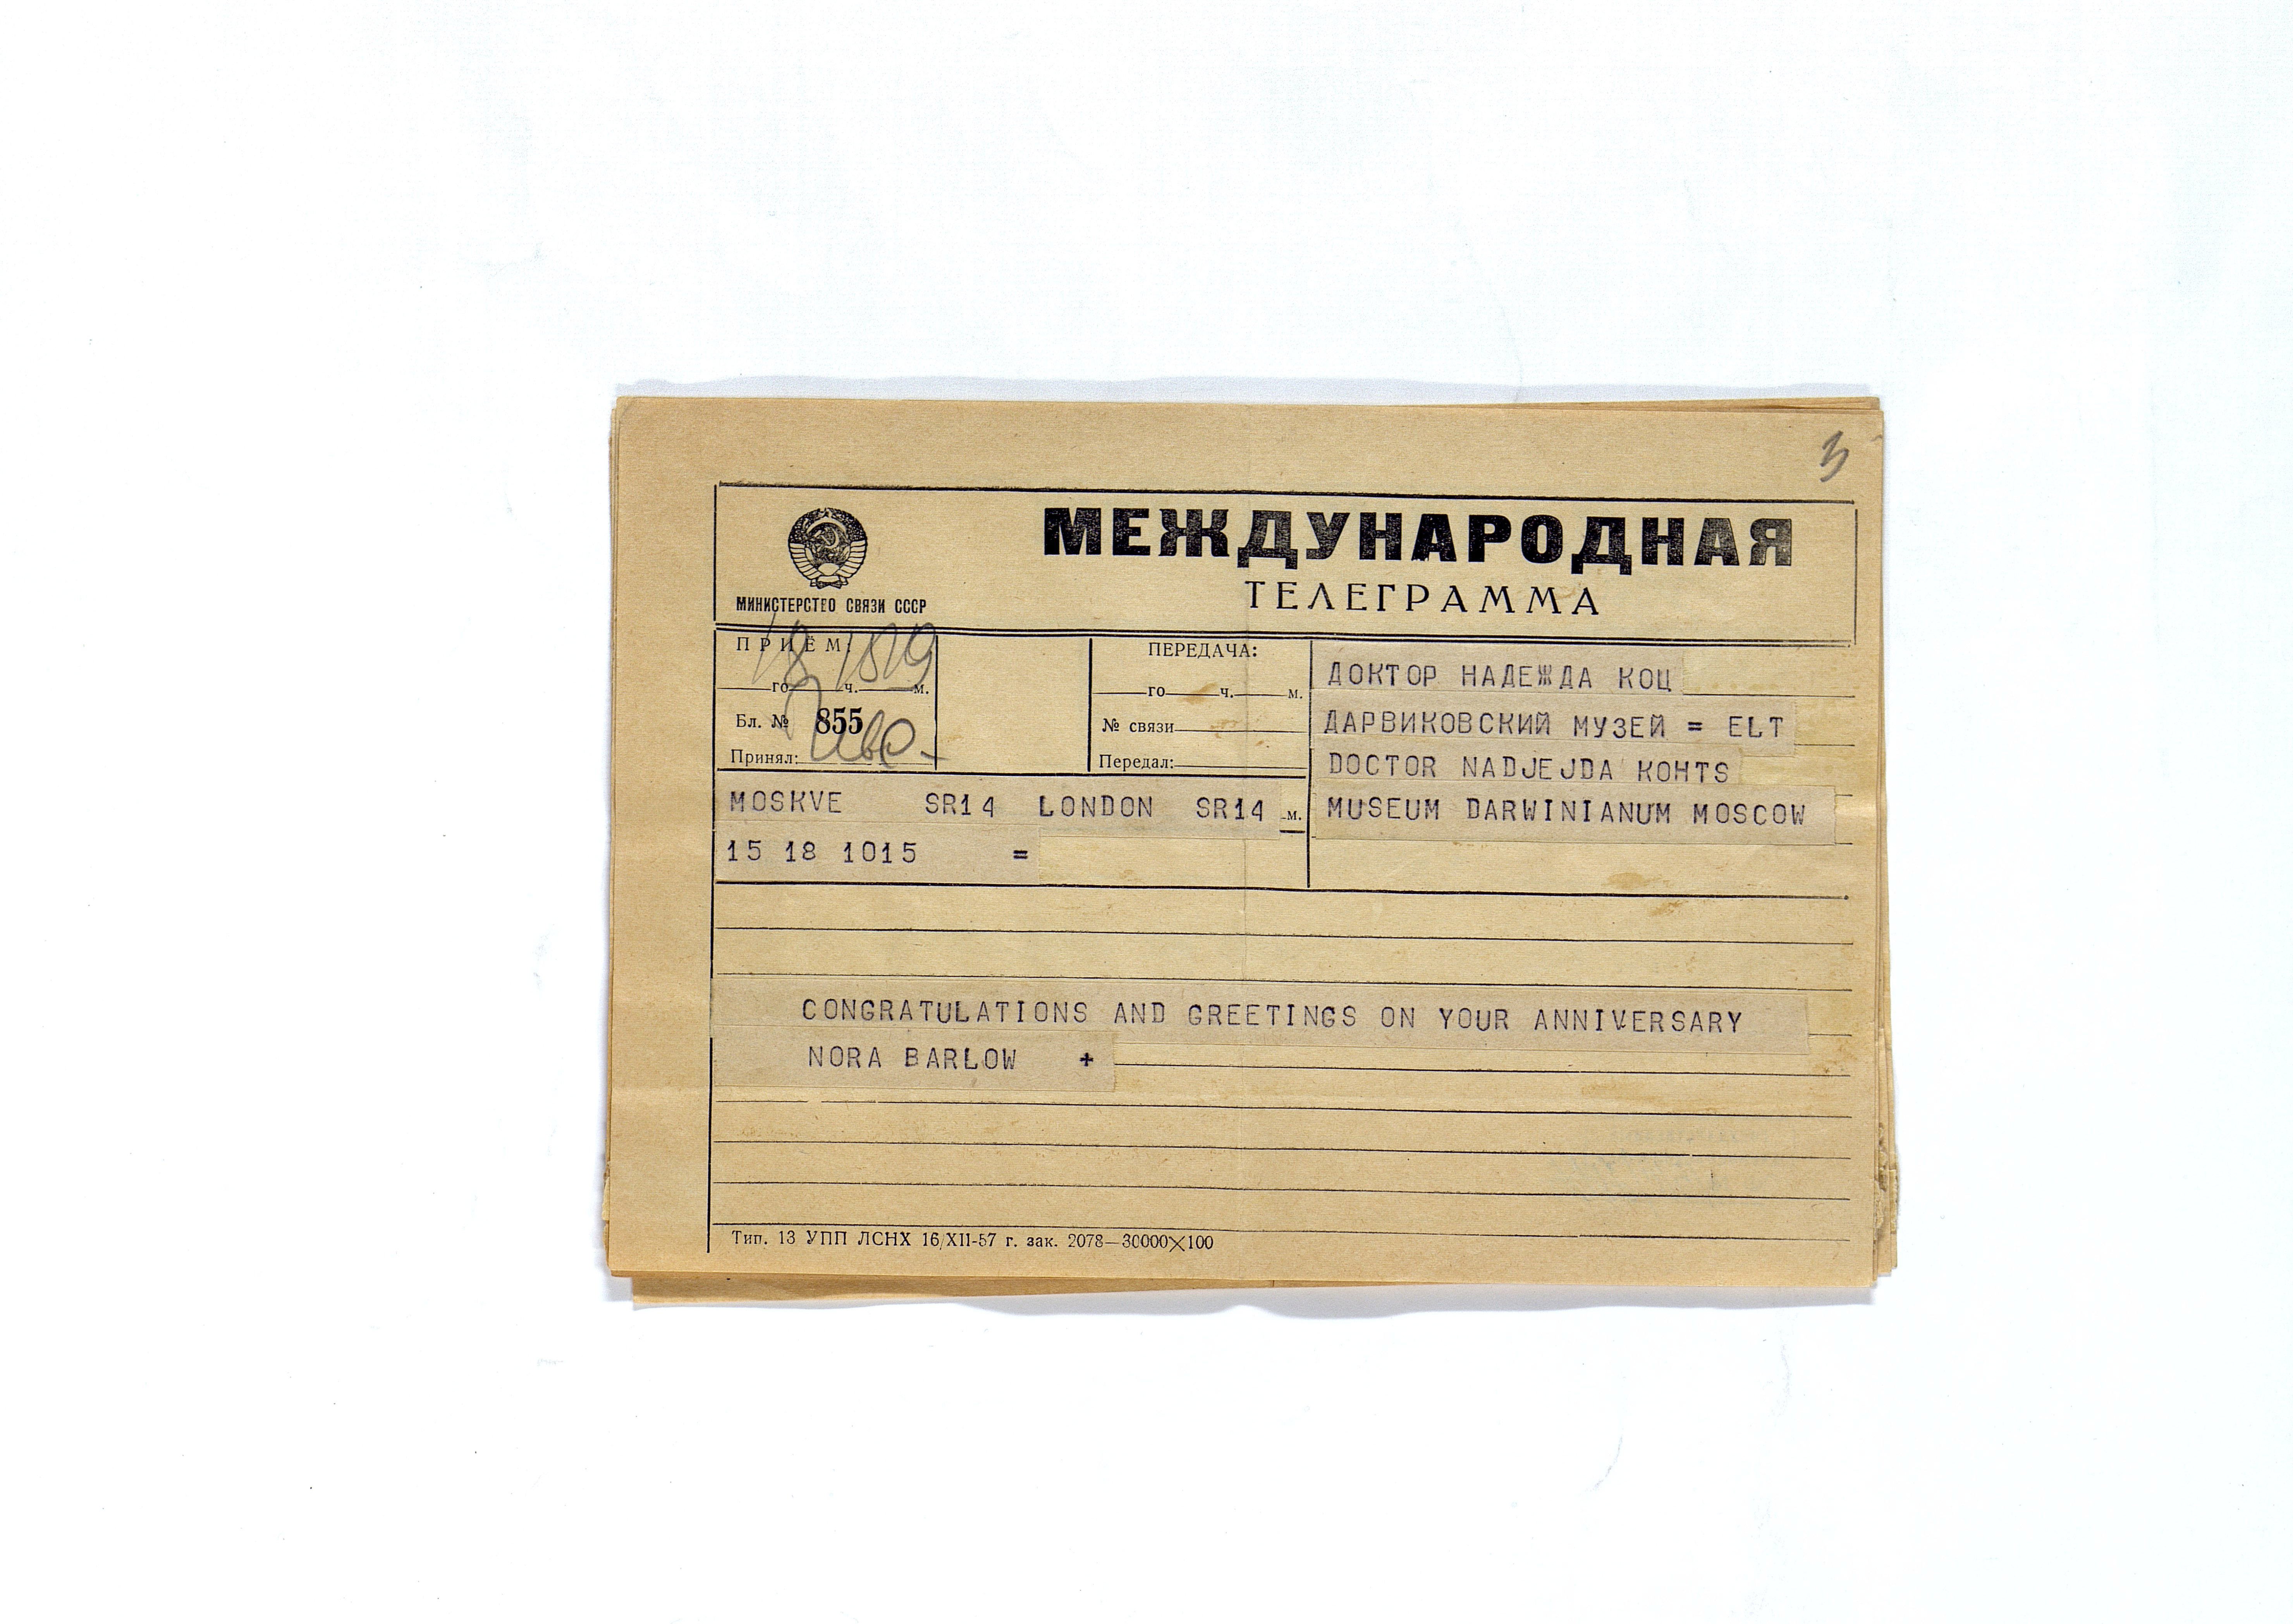 3
МЕЖДУНАРОДНАЯ
ТЕЛЕГРАММА
МИНИСТЕРСТВО СВЯЗИ СССР
ПРИЁМ:
18 1819
го ч. м.
Бл. № 855
Принял:
ПЕРЕДАЧА:
го ч. м.
№ связи
Передал:
ДОКТОР НАДЕЖДА КОЦ
ДАРВИКОВСКИЙ МУЗЕЙ = ELT
DOCTOR NADJEJDA KOHTS
MUSEUM DARWINIANUM MOSCOW
MOSKVE SR14 LONDON SR14 м.
15 18 1015 =
CONGRATULATIONS AND GREETINGS ON YOUR ANNIVERSARY
NORA BARLOW +
Тип. 13 УПП ЛСНХ 16/XII-57 г. зак. 2078—30000×100